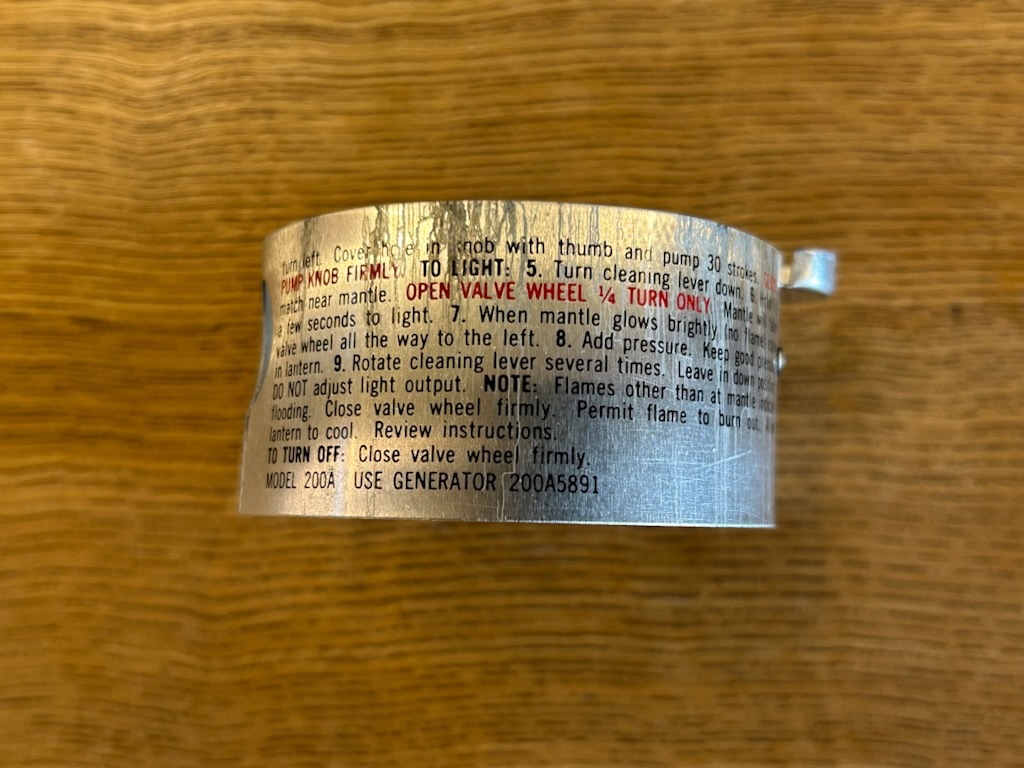 turn left. Cover hole in knob with thumb and pump 30 strokes.
PUMP KNOB FIRMLY. TO LIGHT: 5. Turn cleaning lever down. 6.
match near mantle. OPEN VALVE WHEEL ¼ TURN ONLY. Mantle
a few seconds to light. 7. When mantle glows brightly (no flame)
valve wheel all the way to the left. 8. Add pressure. Keep good
in lantern. 9. Rotate cleaning lever several times. Leave in down
DO NOT adjust light output. NOTE: Flames other than at mantle
flooding. Close valve wheel firmly. Permit flame to burn out.
lantern to cool. Review instructions.
TO TURN OFF: Close valve wheel firmly.
MODEL 200A USE GENERATOR 200A5891